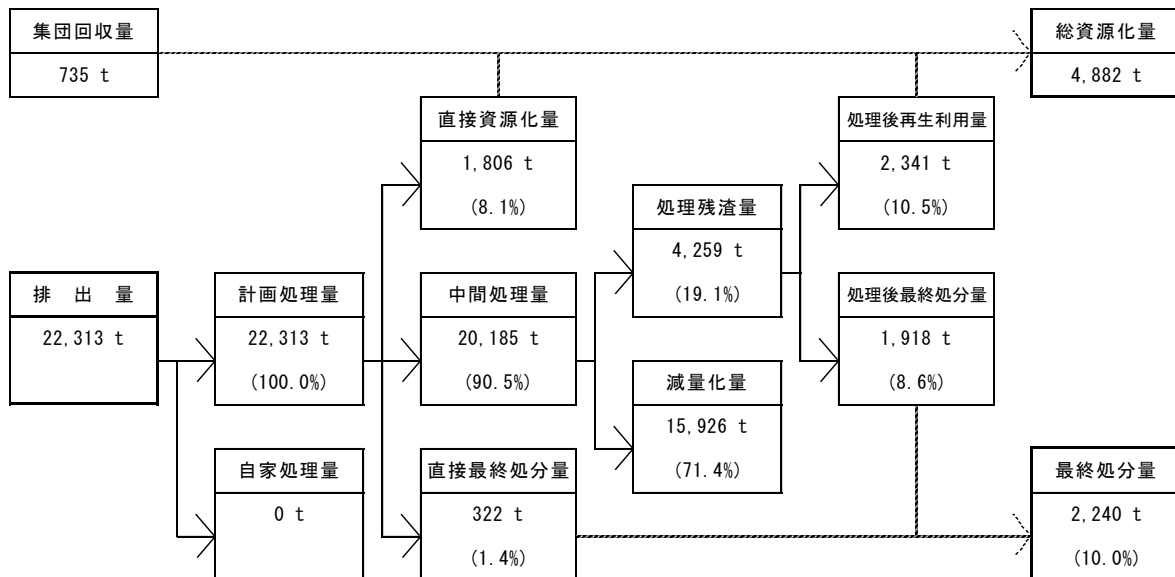 集団回収量
735 t
総資源化量
4,882 t
直接資源化量
1,806 t
(8.1%)
処理後再生利用量
2,341 t
(10.5%)
処理残渣量
4,259 t
(19.1%)
排 出 量
22,313 t
計画処理量
22,313 t
(100.0%)
中間処理量
20,185 t
(90.5%)
処理後最終処分量
1,918 t
(8.6%)
減量化量
15,926 t
(71.4%)
自家処理量
0 t
直接最終処分量
322 t
(1.4%)
最終処分量
2,240 t
(10.0%)